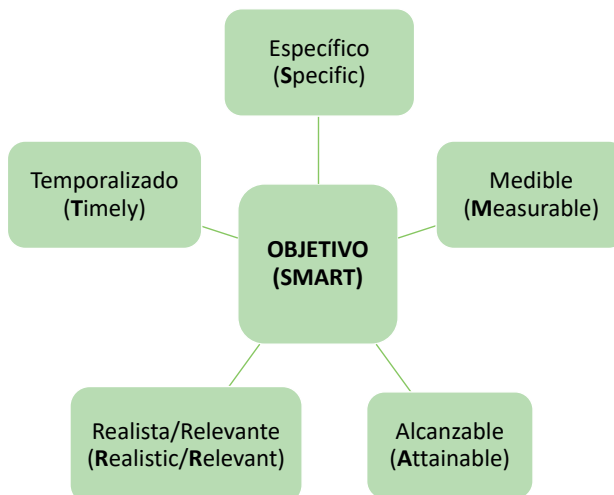 Específico
(Specific)
Temporalizado
(Timely)
Medible
(Measurable)
OBJETIVO
(SMART)
Realista/Relevante
(Realistic/Relevant)
Alcanzable
(Attainable)